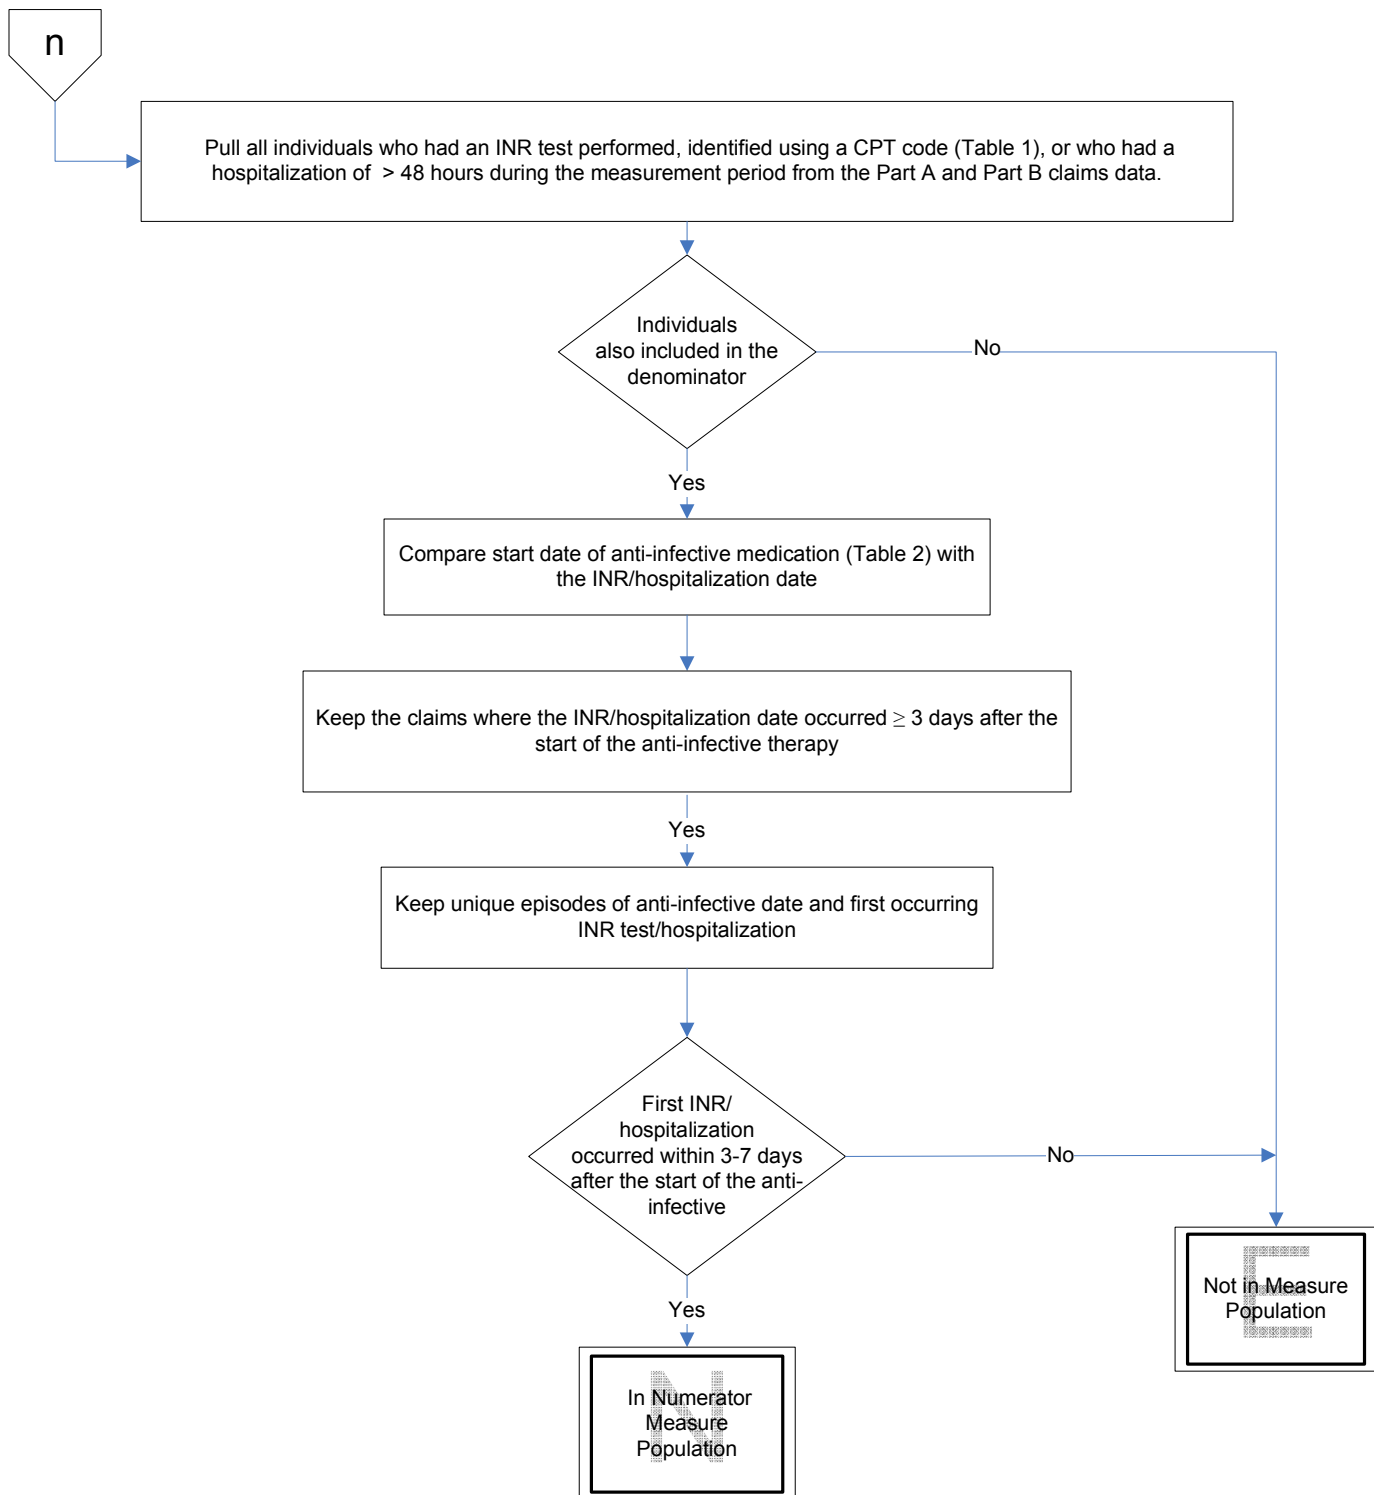 n
Pull all individuals who had an INR test performed, identified using a CPT code (Table 1), or who had a
hospitalization of > 48 hours during the measurement period from the Part A and Part B claims data.
Individuals
also included in the
denominator
No
Yes
Compare start date of anti-infective medication (Table 2) with
the INR/hospitalization date
Keep the claims where the INR/hospitalization date occurred ≥ 3 days after the
start of the anti-infective therapy
Yes
Keep unique episodes of anti-infective date and first occurring
INR test/hospitalization
First INR/
hospitalization
occurred within 3-7 days
after the start of the anti-
infective
No
Yes
E
Not in Measure
Population
N
In Numerator
Measure
Population